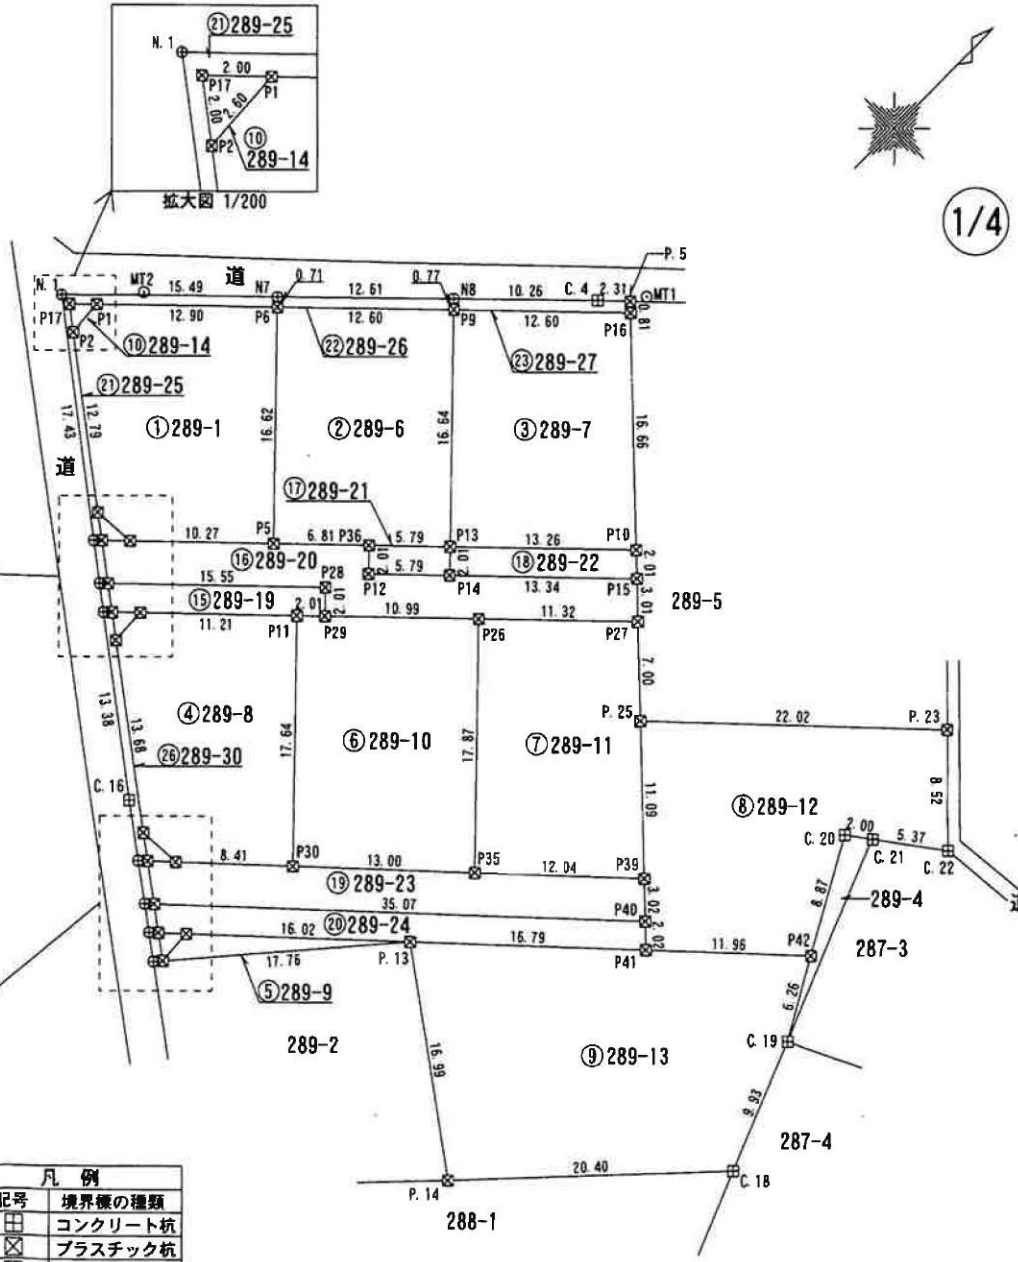 ㉑289-25
N. 1
2. 00
P17
P1
2. 00
2. 60
P2
⑩
289-14
拡大図 1/200
1/4
P. 5
道
N. 1
MT2
15. 49
N7
0. 71
12. 61
0. 77
N8
10. 26
C. 4
2. 31
MT1
P17
P1
12. 90
P6
12. 60
P9
12. 60
P16
0. 81
P2
⑩289-14
㉒289-26
㉓289-27
㉑289-25
17. 43
12. 79
①289-1
16. 62
②289-6
16. 64
③289-7
16. 66
道
⑰289-21
10. 27
P5
6. 81
P36
5. 79
P13
13. 26
P10
⑯289-20
2. 01
5. 79
2. 01
⑱289-22
2. 01
15. 55
P28
P12
P14
13. 34
P15
⑮289-19
2. 01
2. 01
3. 01
289-5
11. 21
P11
P29
10. 99
P26
11. 32
P27
7. 00
13. 38
13. 68
④289-8
17. 64
⑥289-10
17. 87
⑦289-11
P. 25
22. 02
P. 23
㉖289-30
C. 16
11. 09
⑧289-12
8. 52
C. 20
2. 00
C. 21
5. 37
C. 22
8. 41
P30
13. 00
P35
12. 04
P39
8. 87
289-4
道
⑲289-23
35. 07
3. 02
P40
⑳289-24
16. 02
2. 02
287-3
17. 76
P. 13
16. 79
P41
11. 96
P42
⑤289-9
6. 26
289-2
16. 99
⑨289-13
C. 19
9. 93
287-4
20. 40
P. 14
C. 18
288-1
凡 例
記号 境界標の種類
コンクリート杭
プラスチック杭